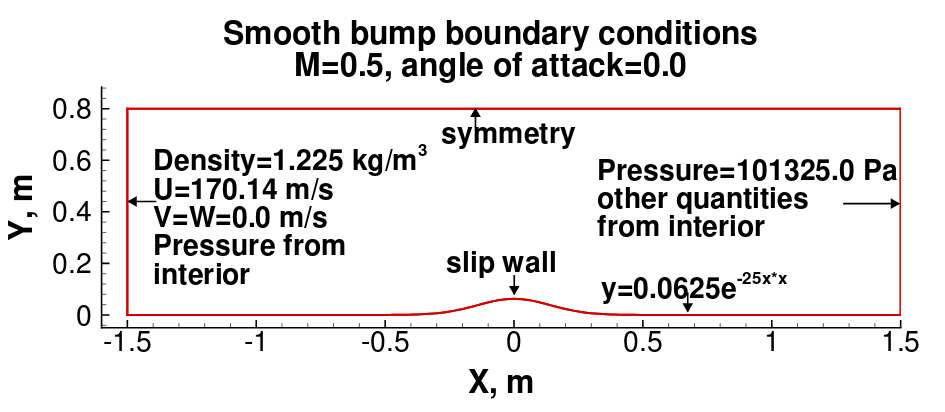 Smooth bump boundary conditions
M=0.5, angle of attack=0.0
0.8
0.6
0.4
0.2
0
Y, m
symmetry
Density=1.225 kg/m³
U=170.14 m/s
V=W=0.0 m/s
Pressure from
interior
Pressure=101325.0 Pa
other quantities
from interior
slip wall
y=0.0625e^-25x*x
-1.5 -1 -0.5 0 0.5 1 1.5
X, m